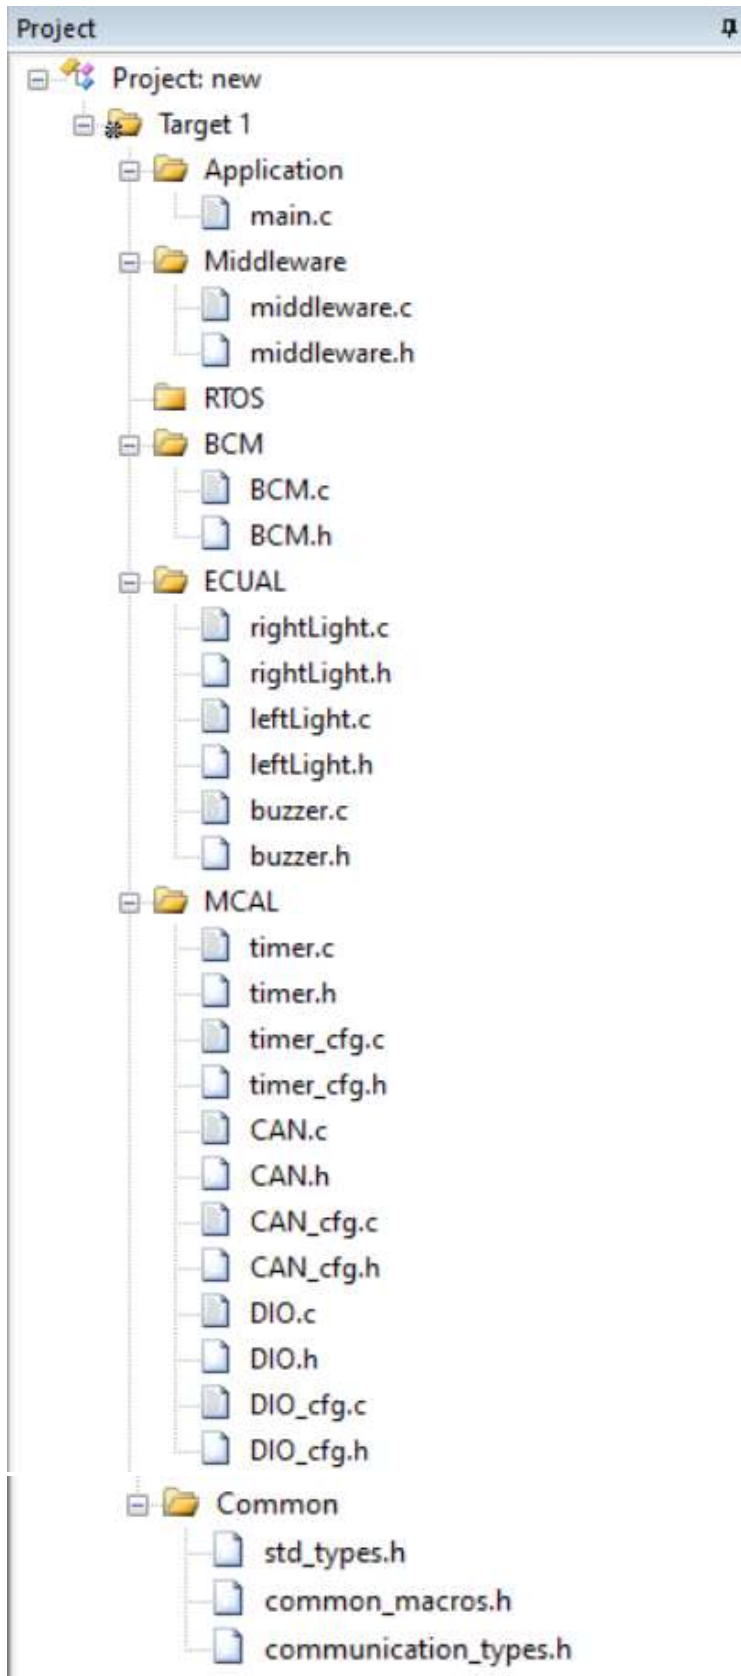 Project
Project: new
Target 1
Application
main.c
Middleware
middleware.c
middleware.h
RTOS
BCM
BCM.c
BCM.h
ECUAL
rightLight.c
rightLight.h
leftLight.c
leftLight.h
buzzer.c
buzzer.h
MCAL
timer.c
timer.h
timer_cfg.c
timer_cfg.h
CAN.c
CAN.h
CAN_cfg.c
CAN_cfg.h
DIO.c
DIO.h
DIO_cfg.c
DIO_cfg.h
Common
std_types.h
common_macros.h
communication_types.h